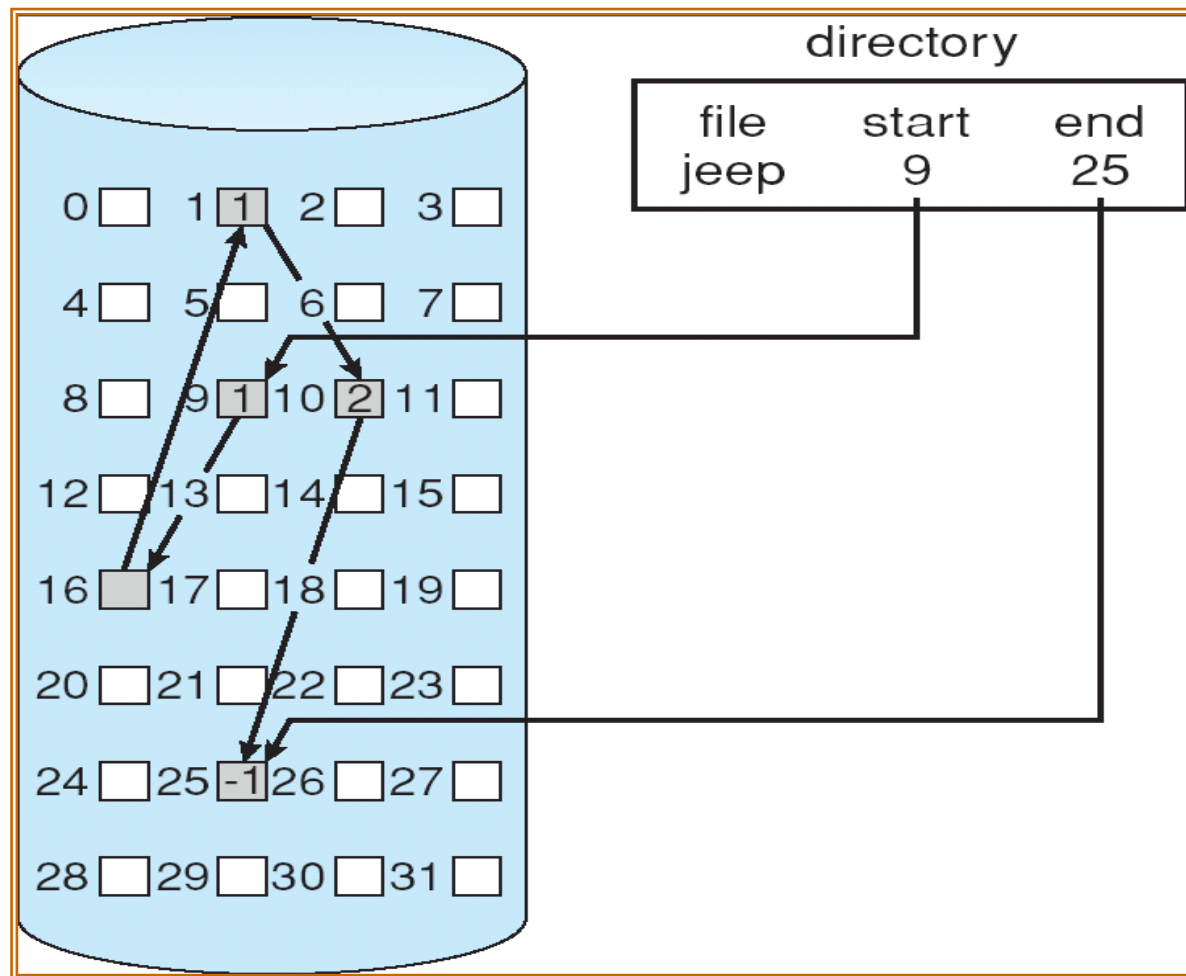 directory
file start end
jeep 9 25
0 1 1 2 3
4 5 6 7
8 9 1 10 2 11
12 13 14 15
16 17 18 19
20 21 22 23
24 25 -1 26 27
28 29 30 31